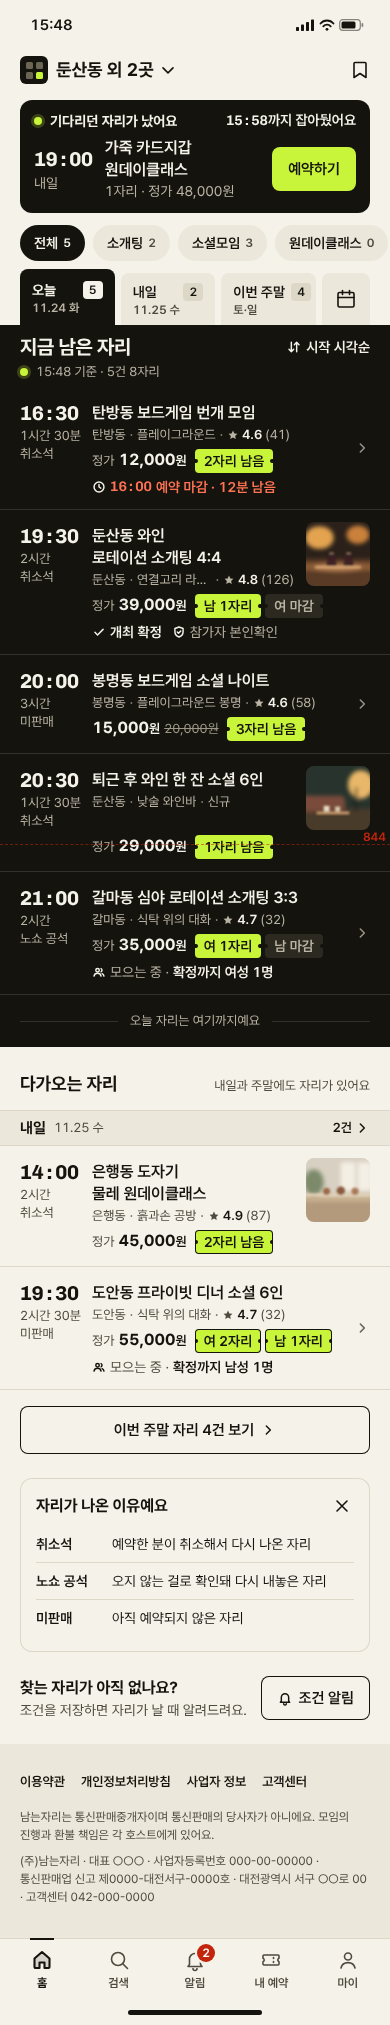 15:48
둔산동 외 2곳
기다리던 자리가 났어요 15:58까지 잡아뒀어요
19:00 가죽 카드지갑
원데이클래스
내일
1자리 · 정가 48,000원
예약하기
전체 5 소개팅 2 소셜모임 3 원데이클래스 0
오늘 5 내일 2 이번 주말 4
11.24 화 11.25 수 토·일
지금 남은 자리 시작 시각순
15:48 기준 · 5건 8자리
16:30 탄방동 보드게임 번개 모임
1시간 30분 탄방동 · 플레이그라운드 · ★ 4.6 (41)
취소석 정가 12,000원 2자리 남음
16:00 예약 마감 · 12분 남음
19:30 둔산동 와인
로테이션 소개팅 4:4
2시간
취소석 둔산동 · 연결고리 라... · ★ 4.8 (126)
정가 39,000원 남 1자리 여 마감
개최 확정 참가자 본인확인
20:00 봉명동 보드게임 소셜 나이트
3시간 봉명동 · 플레이그라운드 봉명 · ★ 4.6 (58)
미판매 15,000원 20,000원 3자리 남음
20:30 퇴근 후 와인 한 잔 소셜 6인
1시간 30분 둔산동 · 낮술 와인바 · 신규
취소석
844
정가 29,000원 1자리 남음
21:00 갈마동 심야 로테이션 소개팅 3:3
2시간 갈마동 · 식탁 위의 대화 · ★ 4.7 (32)
노쇼 공석 정가 35,000원 여 1자리 남 마감
모으는 중 · 확정까지 여성 1명
오늘 자리는 여기까지예요
다가오는 자리 내일과 주말에도 자리가 있어요
내일 11.25 수 2건
14:00 은행동 도자기
물레 원데이클래스
2시간
취소석 은행동 · 흙과손 공방 · ★ 4.9 (87)
정가 45,000원 2자리 남음
19:30 도안동 프라이빗 디너 소셜 6인
2시간 30분 도안동 · 식탁 위의 대화 · ★ 4.7 (32)
미판매 정가 55,000원 여 2자리 남 1자리
모으는 중 · 확정까지 남성 1명
이번 주말 자리 4건 보기
자리가 나온 이유예요
취소석 예약한 분이 취소해서 다시 나온 자리
노쇼 공석 오지 않는 걸로 확인돼 다시 내놓은 자리
미판매 아직 예약되지 않은 자리
찾는 자리가 아직 없나요?
조건을 저장하면 자리가 날 때 알려드려요.
조건 알림
이용약관 개인정보처리방침 사업자 정보 고객센터
남는자리는 통신판매중개자이며 통신판매의 당사자가 아니에요. 모임의
진행과 환불 책임은 각 호스트에게 있어요.
(주)남는자리 · 대표 ○○○ · 사업자등록번호 000-00-00000 ·
통신판매업 신고 제0000-대전서구-0000호 · 대전광역시 서구 ○○로 00
· 고객센터 042-000-0000
2
홈 검색 알림 내 예약 마이